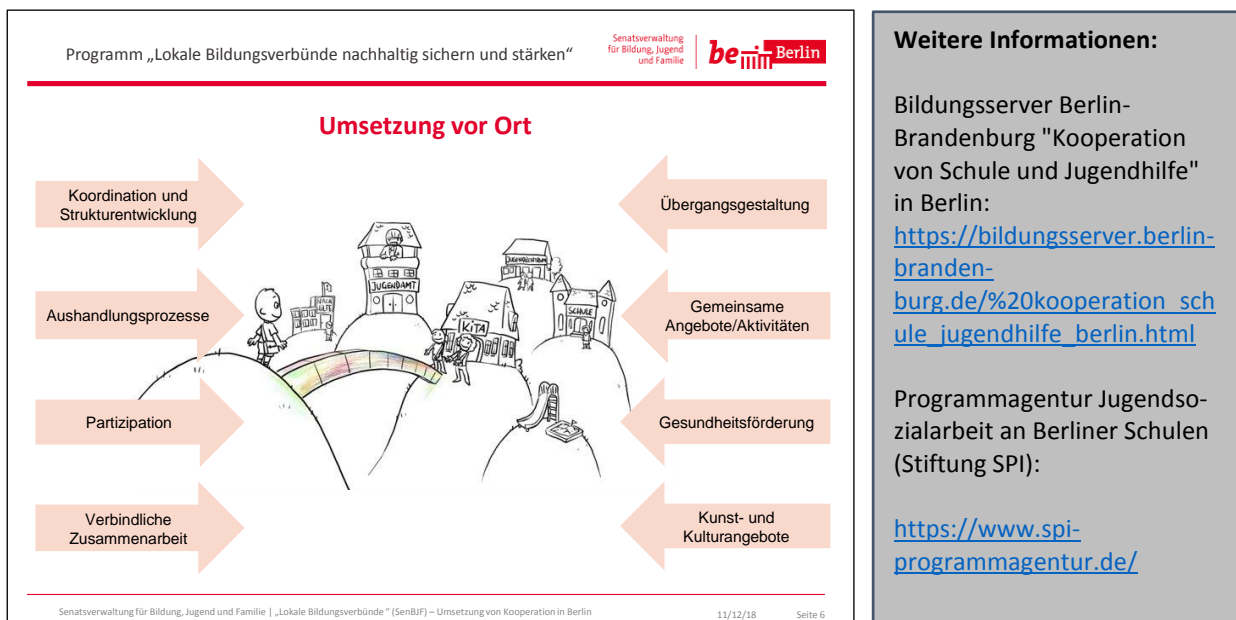 Programm „Lokale Bildungsverbünde nachhaltig sichern und stärken“
Senatsverwaltung
für Bildung, Jugend
und Familie
be Berlin
Umsetzung vor Ort
Koordination und
Strukturentwicklung
Aushandlungsprozesse
Partizipation
Verbindliche
Zusammenarbeit
JUGENDAMT
KITA
SCHULE
Übergangsgestaltung
Gemeinsame
Angebote/Aktivitäten
Gesundheitsförderung
Kunst- und
Kulturangebote
Senatsverwaltung für Bildung, Jugend und Familie | „Lokale Bildungsverbünde “ (SenBJF) – Umsetzung von Kooperation in Berlin
11/12/18 Seite 6
Weitere Informationen:
Bildungsserver Berlin-
Brandenburg "Kooperation
von Schule und Jugendhilfe"
in Berlin:
https://bildungsserver.berlin-
branden-
burg.de/%20kooperation_sch
ule_jugendhilfe_berlin.html
Programmagentur Jugendso-
zialarbeit an Berliner Schulen
(Stiftung SPI):
https://www.spi-
programmagentur.de/